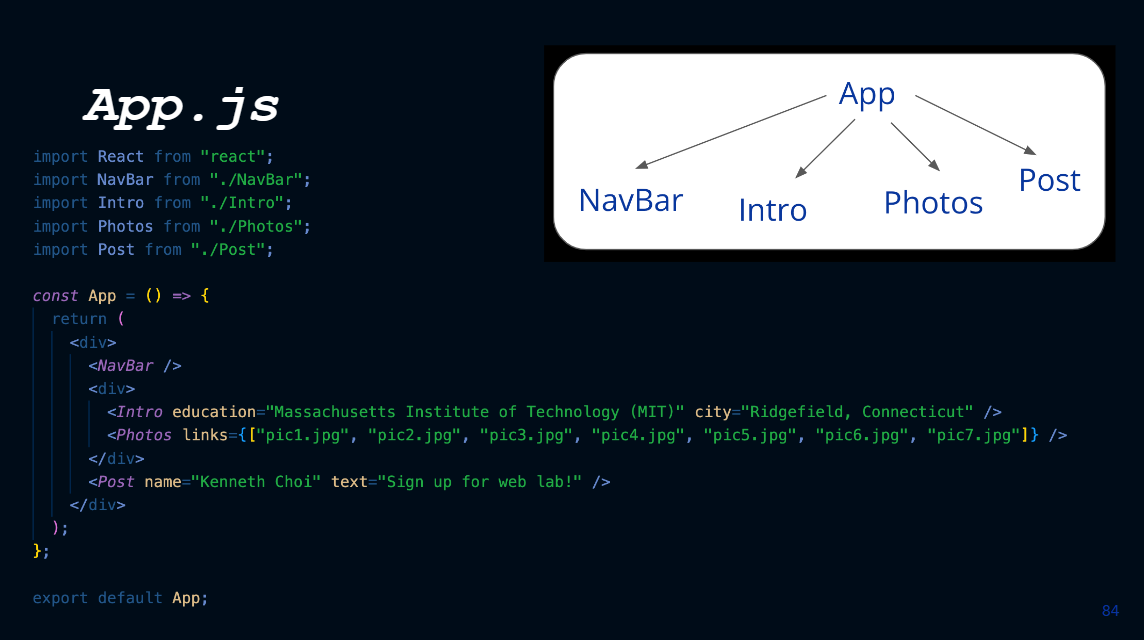 App.js
import React from "react";
import NavBar from "./NavBar";
import Intro from "./Intro";
import Photos from "./Photos";
import Post from "./Post";
const App = () => {
return (
<div>
<NavBar />
<div>
<Intro education="Massachusetts Institute of Technology (MIT)" city="Ridgefield, Connecticut" />
<Photos links={["pic1.jpg", "pic2.jpg", "pic3.jpg", "pic4.jpg", "pic5.jpg", "pic6.jpg", "pic7.jpg"]} />
</div>
<Post name="Kenneth Choi" text="Sign up for web lab!" />
</div>
);
};
export default App;
App
NavBar
Intro
Photos
Post
84